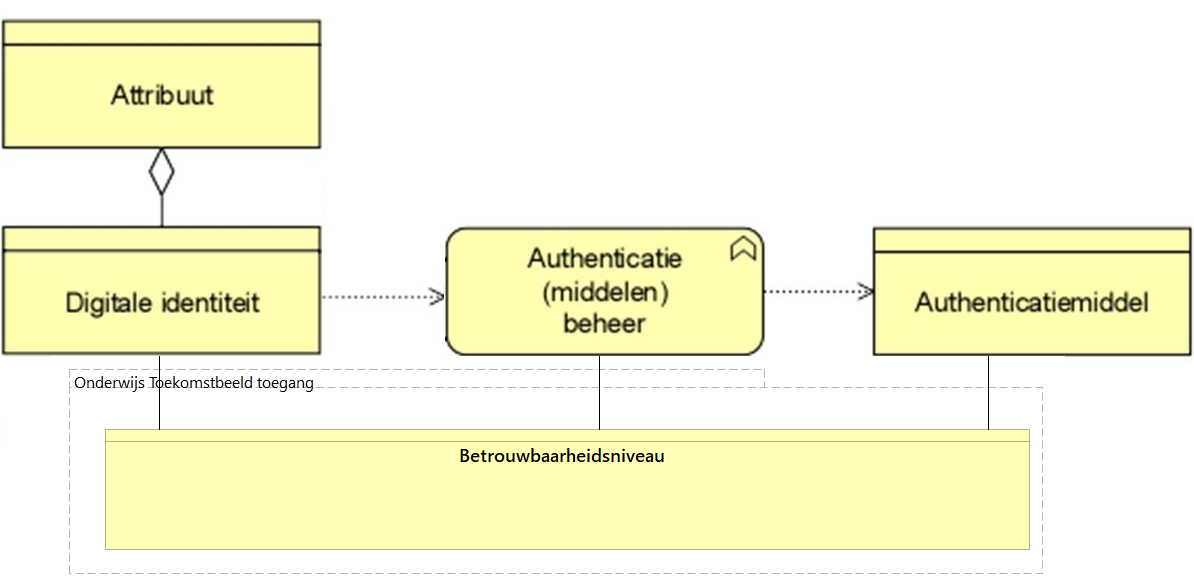 Attribuut
Digitale identiteit
Authenticatie
(middelen)
beheer
Authenticatiemiddel
Onderwijs Toekomstbeeld toegang
Betrouwbaarheidsniveau